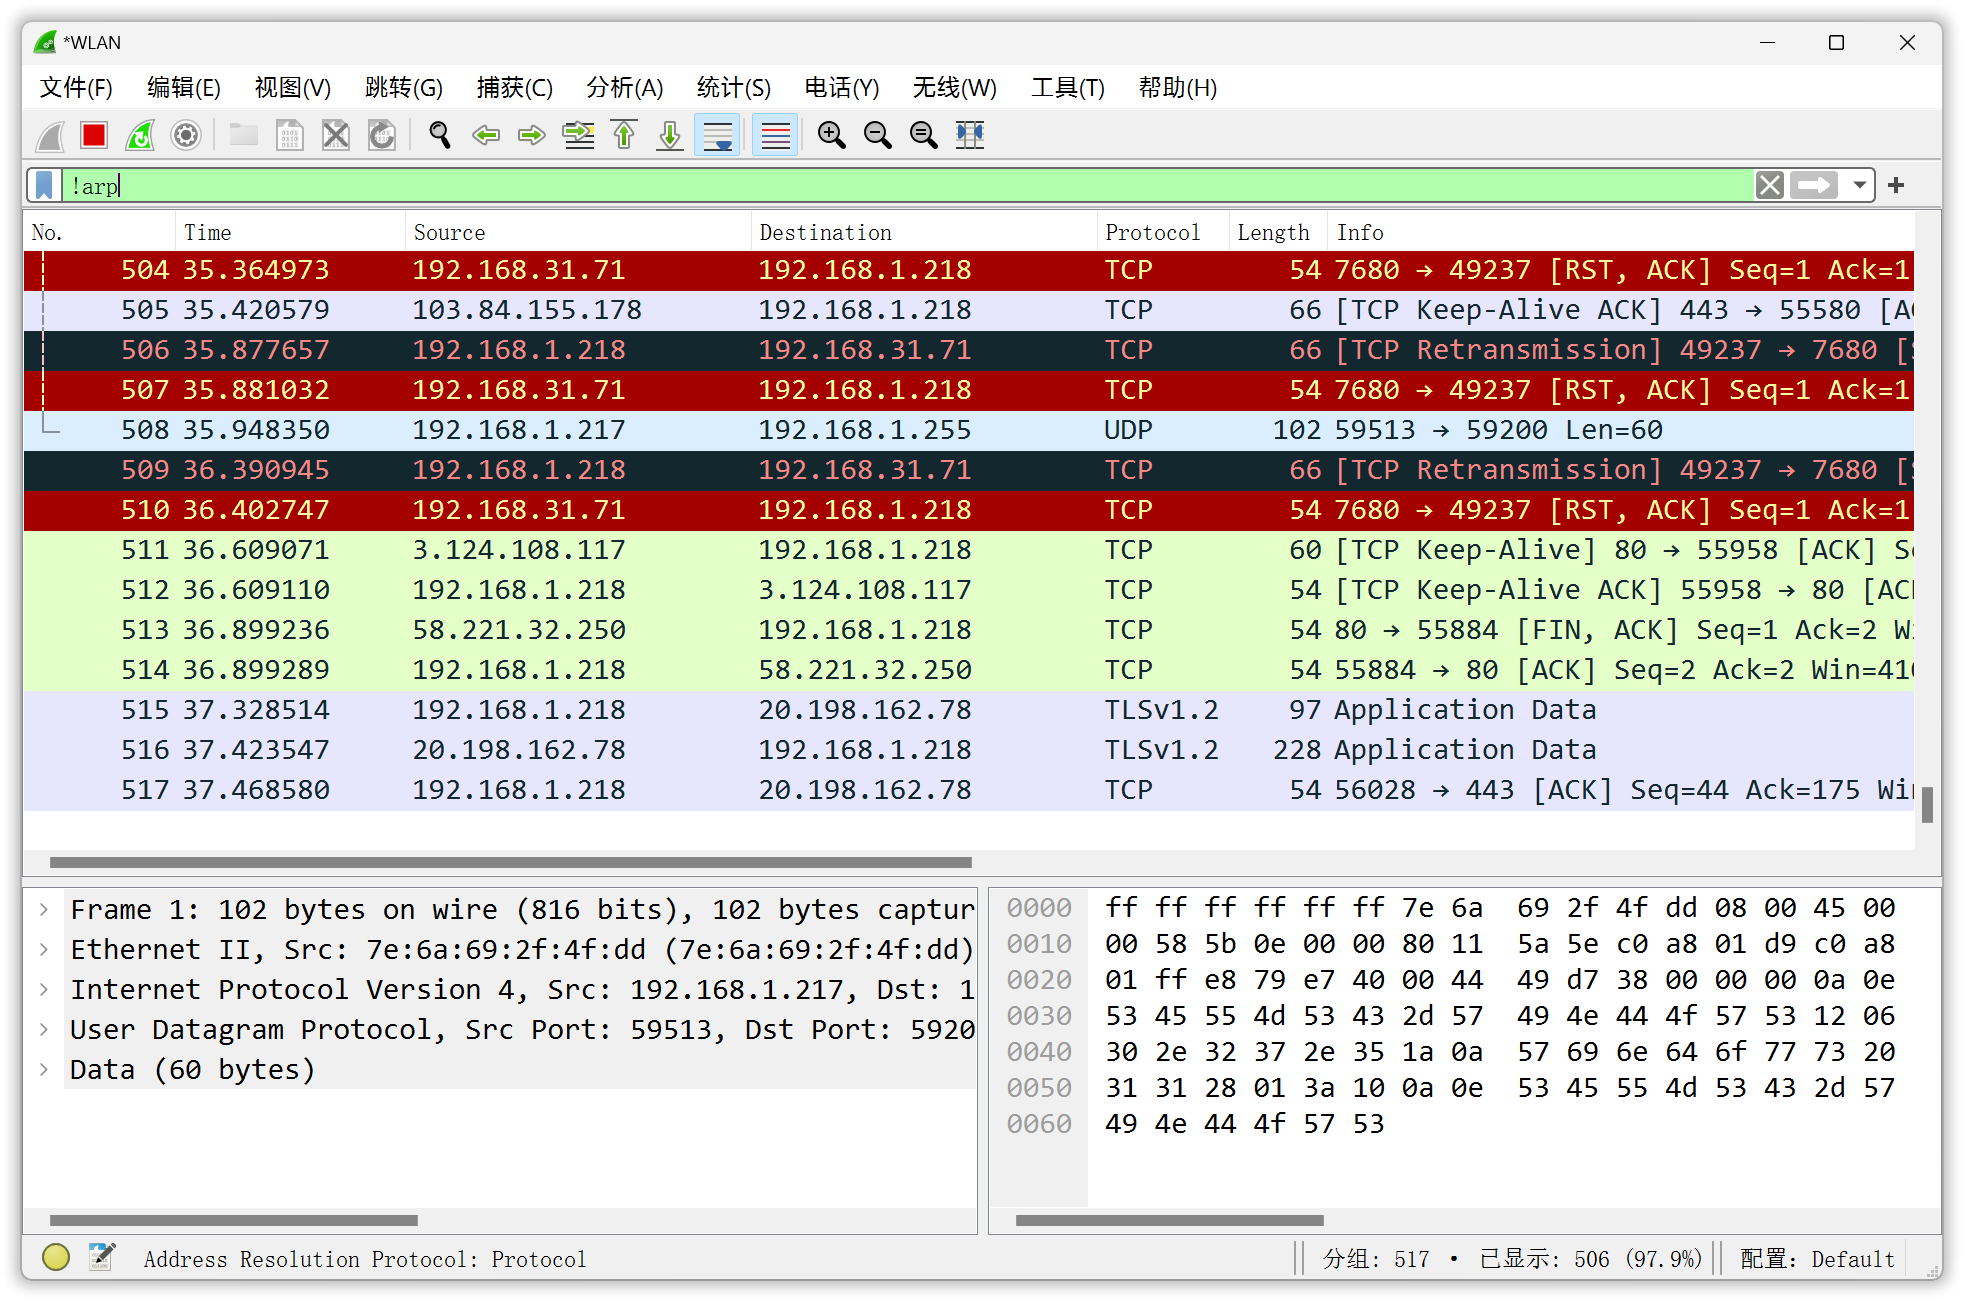 *WLAN
文件(F) 编辑(E) 视图(V) 跳转(G) 捕获(C) 分析(A) 统计(S) 电话(Y) 无线(W) 工具(T) 帮助(H)
!arp
No. Time Source Destination Protocol Length Info
504 35.364973 192.168.31.71 192.168.1.218 TCP 54 7680 → 49237 [RST, ACK] Seq=1 Ack=1
505 35.420579 103.84.155.178 192.168.1.218 TCP 66 [TCP Keep-Alive ACK] 443 → 55580 [AC
506 35.877657 192.168.1.218 192.168.31.71 TCP 66 [TCP Retransmission] 49237 → 7680 [S
507 35.881032 192.168.31.71 192.168.1.218 TCP 54 7680 → 49237 [RST, ACK] Seq=1 Ack=1
508 35.948350 192.168.1.217 192.168.1.255 UDP 102 59513 → 59200 Len=60
509 36.390945 192.168.1.218 192.168.31.71 TCP 66 [TCP Retransmission] 49237 → 7680 [S
510 36.402747 192.168.31.71 192.168.1.218 TCP 54 7680 → 49237 [RST, ACK] Seq=1 Ack=1
511 36.609071 3.124.108.117 192.168.1.218 TCP 60 [TCP Keep-Alive] 80 → 55958 [ACK] Se
512 36.609110 192.168.1.218 3.124.108.117 TCP 54 [TCP Keep-Alive ACK] 55958 → 80 [ACK
513 36.899236 58.221.32.250 192.168.1.218 TCP 54 80 → 55884 [FIN, ACK] Seq=1 Ack=2 Wi
514 36.899289 192.168.1.218 58.221.32.250 TCP 54 55884 → 80 [ACK] Seq=2 Ack=2 Win=410
515 37.328514 192.168.1.218 20.198.162.78 TLSv1.2 97 Application Data
516 37.423547 20.198.162.78 192.168.1.218 TLSv1.2 228 Application Data
517 37.468580 192.168.1.218 20.198.162.78 TCP 54 56028 → 443 [ACK] Seq=44 Ack=175 Win
Frame 1: 102 bytes on wire (816 bits), 102 bytes captur
Ethernet II, Src: 7e:6a:69:2f:4f:dd (7e:6a:69:2f:4f:dd)
Internet Protocol Version 4, Src: 192.168.1.217, Dst: 1
User Datagram Protocol, Src Port: 59513, Dst Port: 5920
Data (60 bytes)
0000 ff ff ff ff ff ff 7e 6a 69 2f 4f dd 08 00 45 00
0010 00 58 5b 0e 00 00 80 11 5a 5e c0 a8 01 d9 c0 a8
0020 01 ff e8 79 e7 40 00 44 49 d7 38 00 00 00 0a 0e
0030 53 45 55 4d 53 43 2d 57 49 4e 44 4f 57 53 12 06
0040 30 2e 32 37 2e 35 1a 0a 57 69 6e 64 6f 77 73 20
0050 31 31 28 01 3a 10 0a 0e 53 45 55 4d 53 43 2d 57
0060 49 4e 44 4f 57 53
Address Resolution Protocol: Protocol 分组: 517 · 已显示: 506 (97.9%) 配置: Default